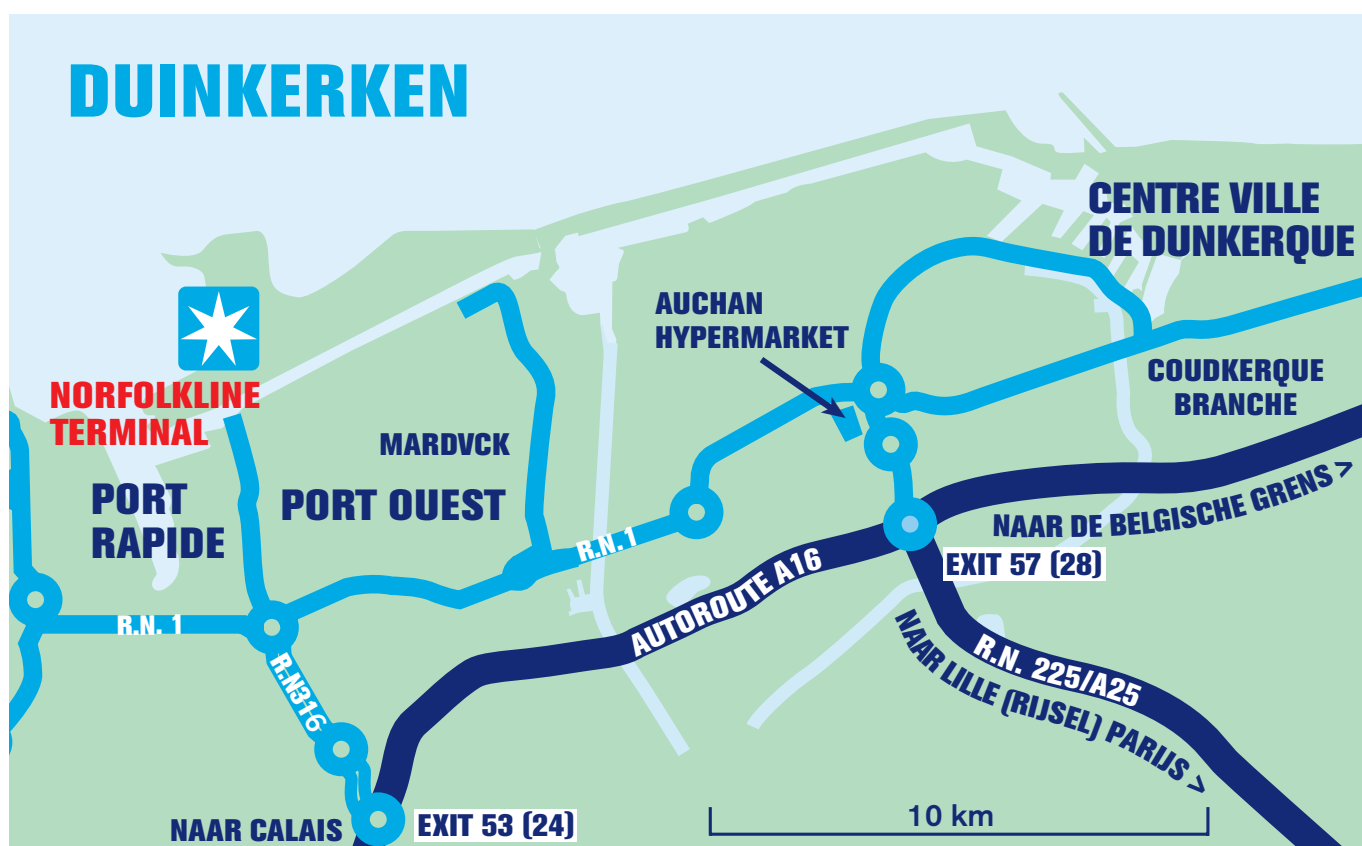 DUINKERKEN
CENTRE VILLE
DE DUNKERQUE
AUCHAN
HYPERMARKET
COUDKERQUE
BRANCHE
NORFOLKLINE
TERMINAL
MARDVCK
PORT
RAPIDE
PORT OUEST
R.N.1
NAAR DE BELGISCHE GRENS >
EXIT 57 (28)
AUTOROUTE A16
R.N. 1
R.N316
R.N. 225/A25
NAAR LILLE (RIJSEL) PARIJS >
NAAR CALAIS
EXIT 53 (24)
10 km